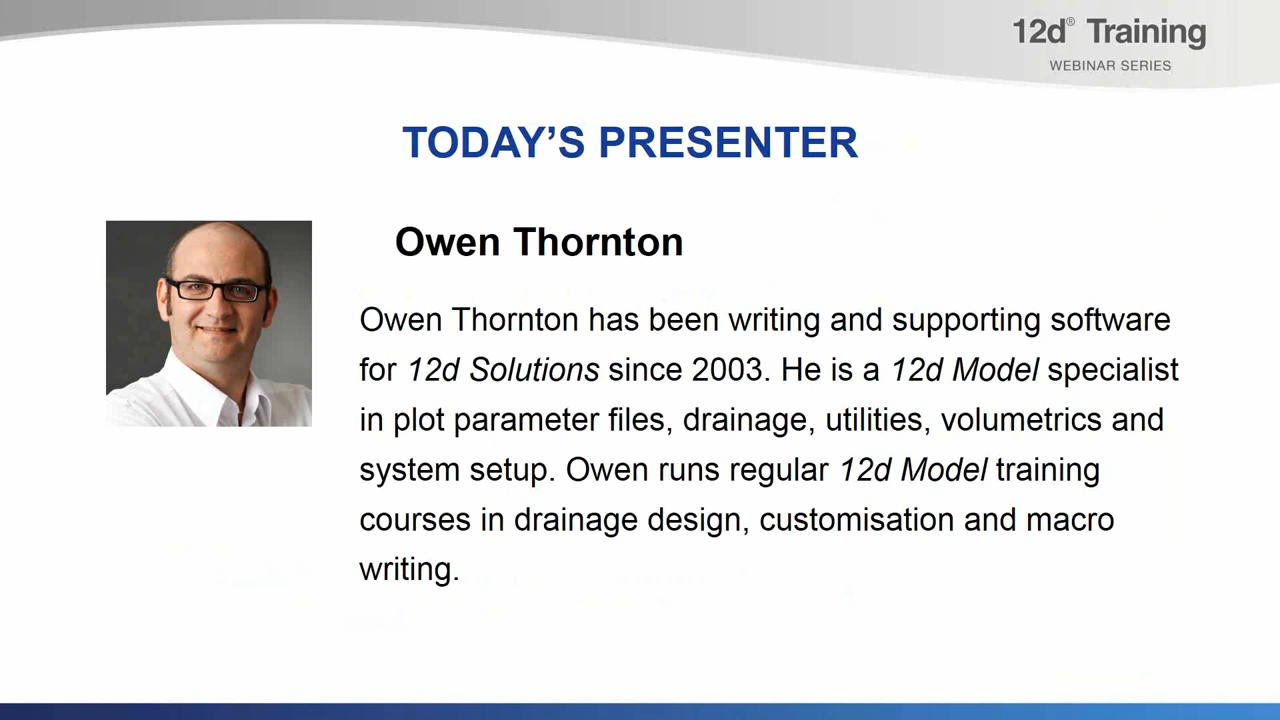 12d® Training
WEBINAR SERIES
TODAY'S PRESENTER
Owen Thornton
Owen Thornton has been writing and supporting software
for 12d Solutions since 2003. He is a 12d Model specialist
in plot parameter files, drainage, utilities, volumetrics and
system setup. Owen runs regular 12d Model training
courses in drainage design, customisation and macro
writing.